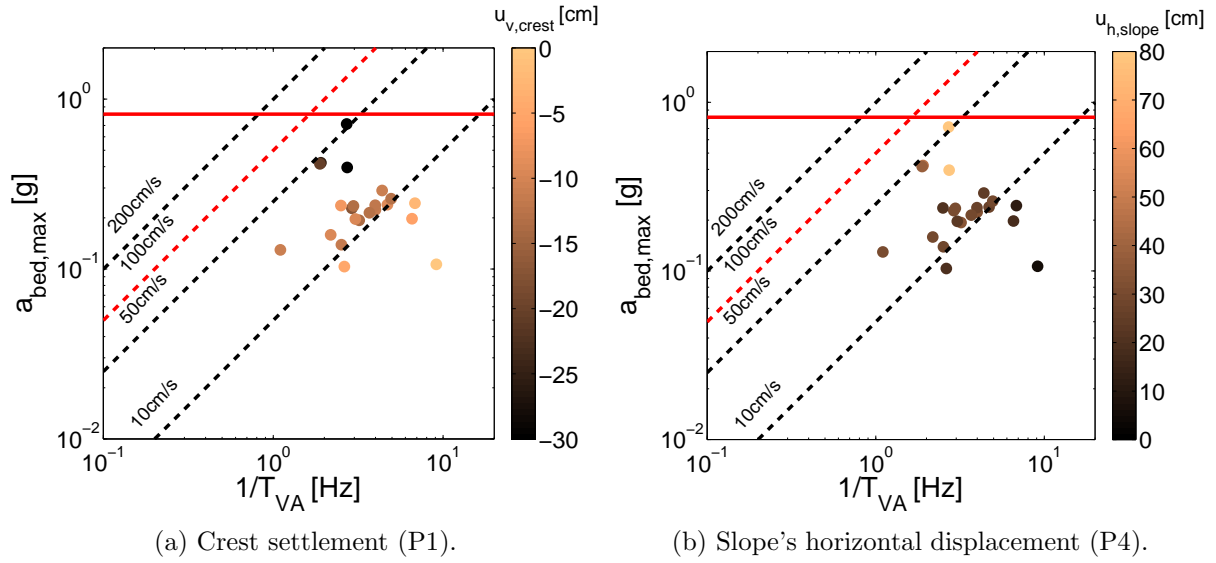 u_{v,crest} [cm]
10^0
10^{-1}
10^{-2}
a_{bed,max} [g]
200cm/s
100cm/s
50cm/s
10cm/s
10^{-1}
10^0
10^1
1/T_{VA} [Hz]
0
−5
−10
−15
−20
−25
−30
(a) Crest settlement (P1).
u_{h,slope} [cm]
10^0
10^{-1}
10^{-2}
a_{bed,max} [g]
200cm/s
100cm/s
50cm/s
10cm/s
10^{-1}
10^0
10^1
1/T_{VA} [Hz]
80
70
60
50
40
30
20
10
0
(b) Slope's horizontal displacement (P4).